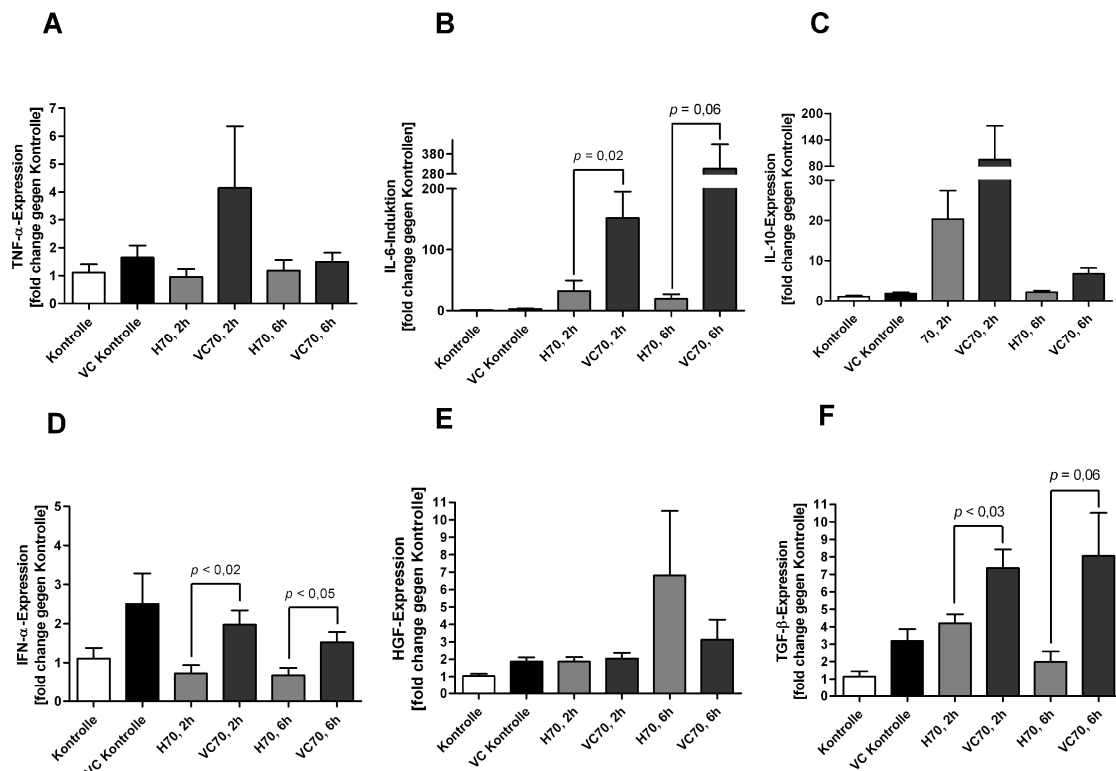 A
TNF-α-Expression
[fold change gegen Kontrolle]
7
6
5
4
3
2
1
0
Kontrolle
VC Kontrolle
H70, 2h
VC70, 2h
H70, 6h
VC70, 6h
B
IL-6-Induktion
[fold change gegen Kontrollen]
380
280
200
100
0
p = 0,02
p = 0,06
Kontrolle
VC Kontrolle
H70, 2h
VC70, 2h
H70, 6h
VC70, 6h
C
IL-10-Expression
[fold change gegen Kontrolle]
200
140
80
30
20
10
0
Kontrolle
VC Kontrolle
70, 2h
VC70, 2h
H70, 6h
VC70, 6h
D
IFN-α-Expression
[fold change gegen Kontrolle]
5
4
3
2
1
0
p < 0,02
p < 0,05
Kontrolle
VC Kontrolle
H70, 2h
VC70, 2h
H70, 6h
VC70, 6h
E
HGF-Expression
[fold change gegen Kontrolle]
11
10
9
8
7
6
5
4
3
2
1
0
Kontrolle
VC Kontrolle
H70, 2h
VC70, 2h
H70, 6h
VC70, 6h
F
TGF-β-Expression
[fold change gegen Kontrolle]
11
10
9
8
7
6
5
4
3
2
1
0
p < 0,03
p = 0,06
Kontrolle
VC Kontrolle
H70, 2h
VC70, 2h
H70, 6h
VC70, 6h